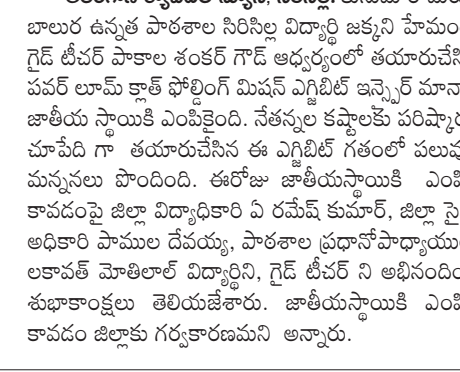 బాలుర ఉన్నత పాఠశాల సిరిసిల్ల విద్యార్థి జక్కని
గైడ్ టీచర్ పాకాల శంకర్ గౌడ్ ఆధ్వర్యంలో
పవర్ లూమ్ క్లాత్ ఫోల్డింగ్ మిషన్ ఎగ్జిబిట్ ఇన్స్పైర్
జాతీయ స్థాయికి ఎంపికైంది. నేతన్నల కష్టాలకు
చూపేది గా తయారుచేసిన ఈ ఎగ్జిబిట్ గతంలో పలువు
మన్ననలు పొందింది. ఈరోజు జాతీయస్థాయికి ఎంపి
కావడంపై జిల్లా విద్యాధికారి ఏ రమేష్ కుమార్, జిల్లా సై
అధికారి పాముల దేవయ్య, పాఠశాల ప్రధానోపాధ్యాయు
లకావత్ మోతిలాల్ విద్యార్థిని, గైడ్ టీచర్ ని అభినందిం
శుభాకాంక్షలు తెలియజేశారు. జాతీయస్థాయికి ఎంపి
కావడం జిల్లాకు గర్వకారణమని అన్నారు.